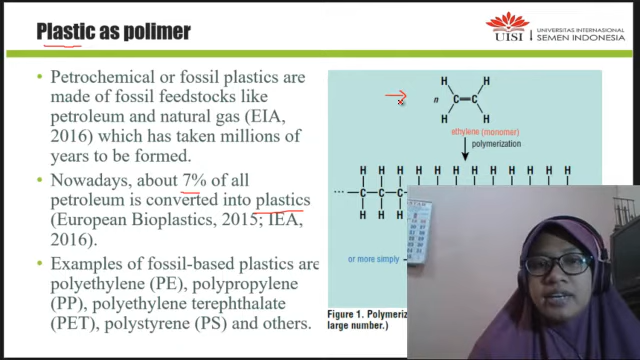 Plastic as polimer
UISI
UNIVERSITAS INTERNASIONAL
SEMEN INDONESIA
• Petrochemical or fossil plastics are
made of fossil feedstocks like
petroleum and natural gas (EIA,
2016) which has taken millions of
years to be formed.
• Nowadays, about 7% of all
petroleum is converted into plastics
(European Bioplastics, 2015; IEA,
2016).
• Examples of fossil-based plastics are
polyethylene (PE), polypropylene
(PP), polyethylene terephthalate
(PET), polystyrene (PS) and others.
H H
n C=C
H H
ethylene (monomer)
polymerization
H H H H H H H H H H H H
··· —C—C—C
H H H
or more simply
Figure 1. Polymeriz
large number.)